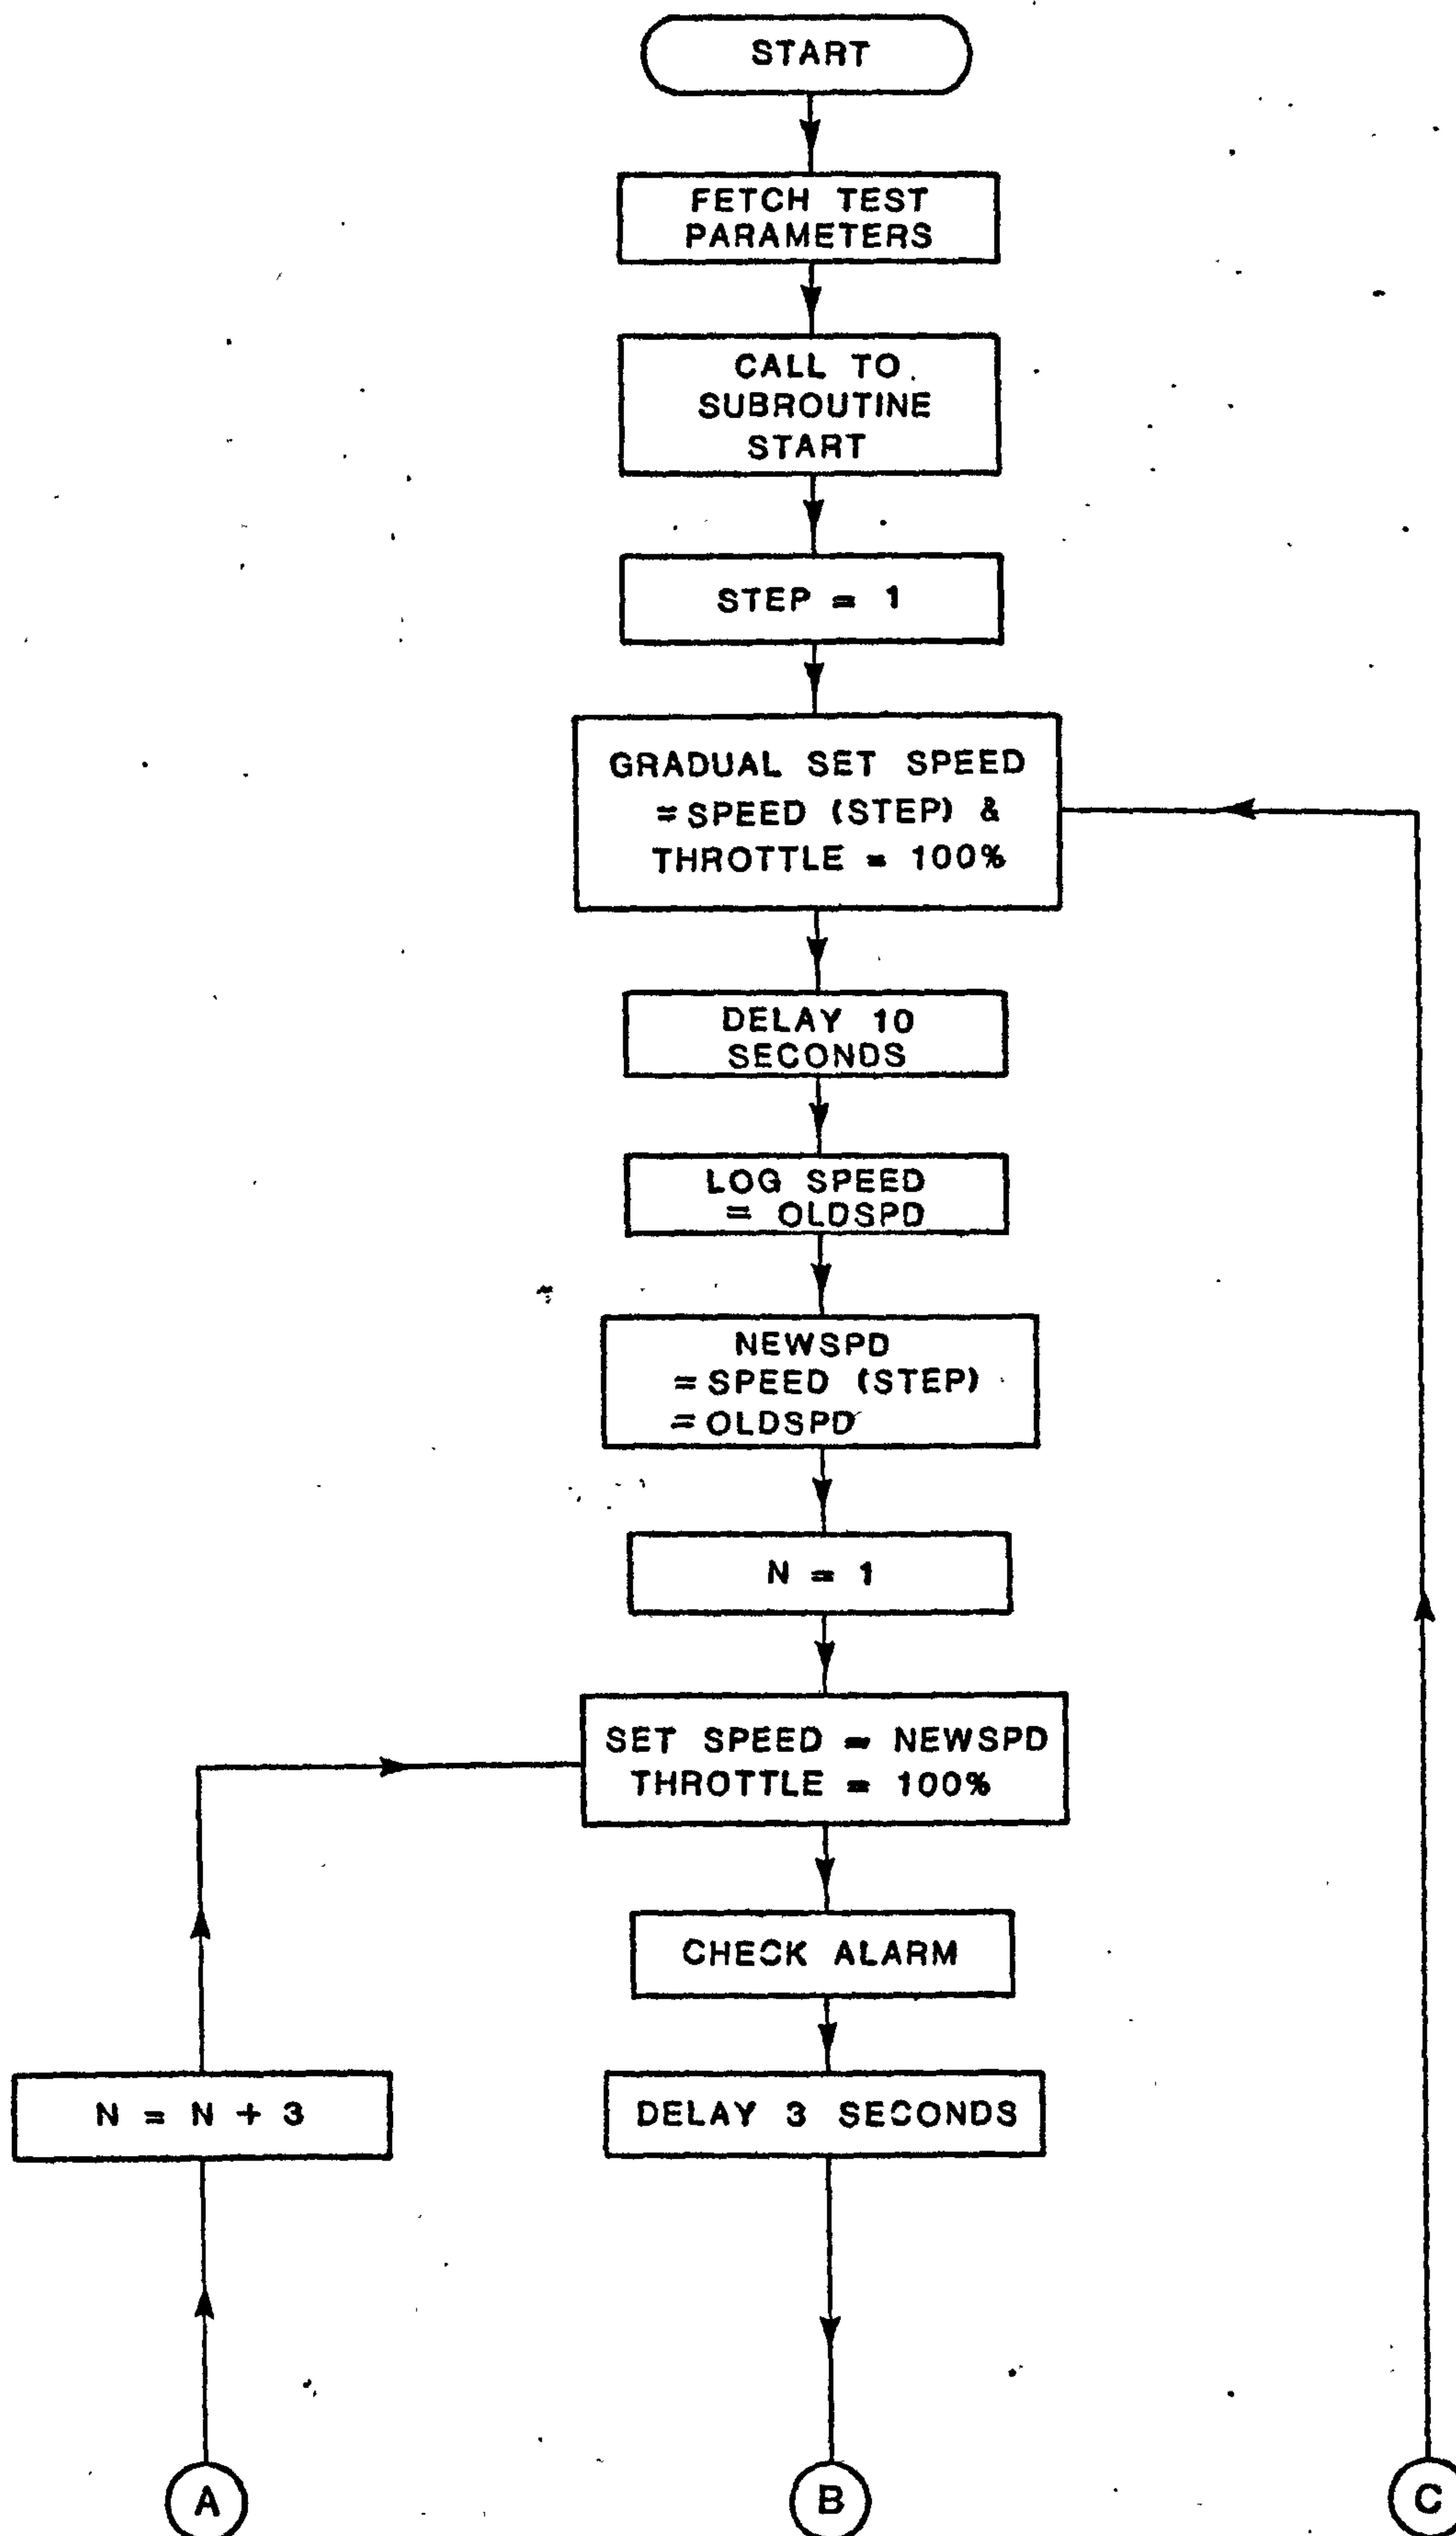 START
FETCH TEST
PARAMETERS
CALL TO
SUBROUTINE
START
STEP = 1
GRADUAL SET SPEED
= SPEED (STEP) &
THROTTLE = 100%
DELAY 10
SECONDS
LOG SPEED
= OLDSPD
NEWSPD
= SPEED (STEP)
= OLDSPD
N = 1
SET SPEED = NEWSPD
THROTTLE = 100%
CHECK ALARM
N = N + 3
DELAY 3 SECONDS
A
B
C